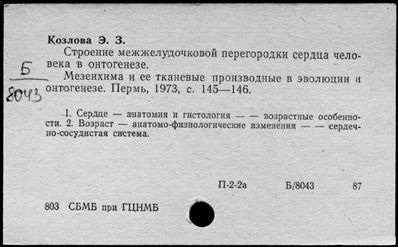 Козлова Э. З.
Строение межжелудочковой перегородки сердца чело-
века в онтогенезе.
Мезенхима и ее тканевые производные в эволюции и
онтогенезе. Пермь, 1973, с. 145—146.
Б
8043
1. Сердце — анатомия и гистология — — возрастные особенно-
сти. 2. Возраст — анатомо-физиологические изменения — — сердеч-
но-сосудистая система.
П-2-2а Б/8043 87
803 СБМБ при ГЦНМБ